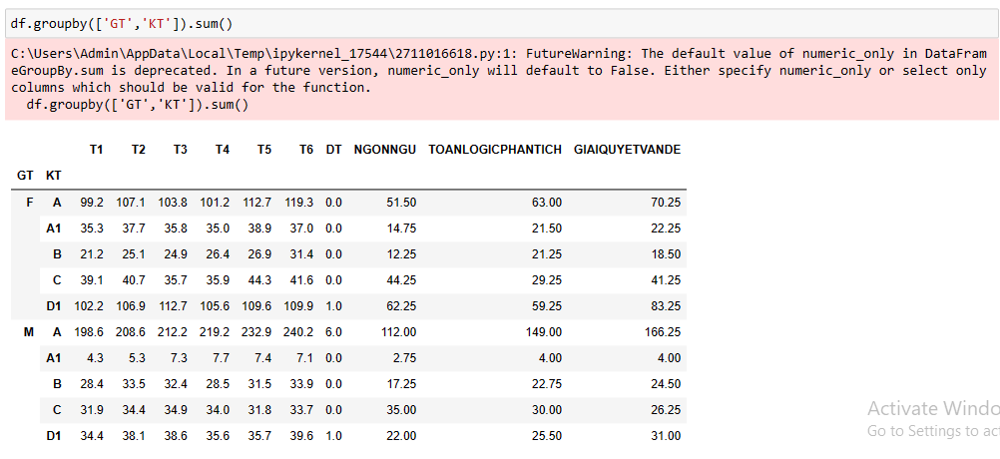 df.groupby(['GT','KT']).sum()
C:\Users\Admin\AppData\Local\Temp\ipykernel_17544\2711016618.py:1: FutureWarning: The default value of numeric_only in DataFram
eGroupBy.sum is deprecated. In a future version, numeric_only will default to False. Either specify numeric_only or select only
columns which should be valid for the function.
df.groupby(['GT','KT']).sum()
T1 T2 T3 T4 T5 T6 DT NGONNGU TOANLOGICPHANTICH GIAIQUYETVANDE
GT KT
F A 99.2 107.1 103.8 101.2 112.7 119.3 0.0 51.50 63.00 70.25
A1 35.3 37.7 35.8 35.0 38.9 37.0 0.0 14.75 21.50 22.25
B 21.2 25.1 24.9 26.4 26.9 31.4 0.0 12.25 21.25 18.50
C 39.1 40.7 35.7 35.9 44.3 41.6 0.0 44.25 29.25 41.25
D1 102.2 106.9 112.7 105.6 109.6 109.9 1.0 62.25 59.25 83.25
M A 198.6 208.6 212.2 219.2 232.9 240.2 6.0 112.00 149.00 166.25
A1 4.3 5.3 7.3 7.7 7.4 7.1 0.0 2.75 4.00 4.00
B 28.4 33.5 32.4 28.5 31.5 33.9 0.0 17.25 22.75 24.50
C 31.9 34.4 34.9 34.0 31.8 33.7 0.0 35.00 30.00 26.25
D1 34.4 38.1 38.6 35.6 35.7 39.6 1.0 22.00 25.50 31.00
Activate Windo
Go to Settings to ac